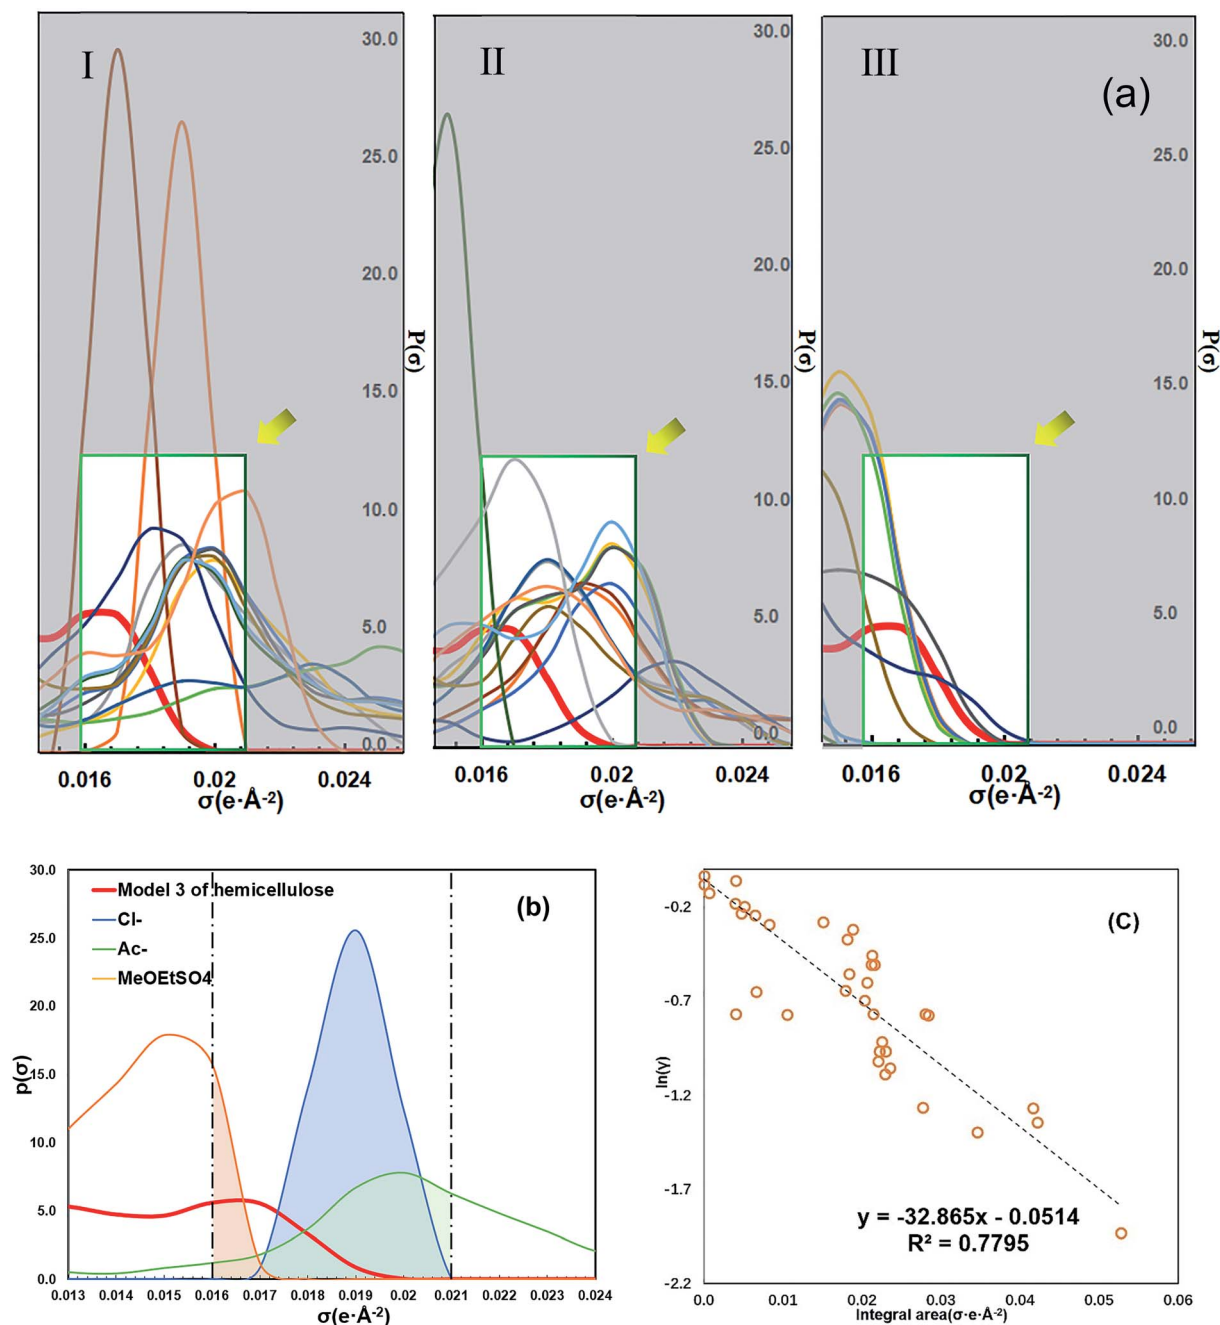 I
30.0
25.0
20.0
15.0
10.0
5.0
0.0
P(σ)
0.016
0.02
0.024
σ(e·Å-2)
II
30.0
25.0
20.0
15.0
10.0
5.0
0.0
P(σ)
0.016
0.02
0.024
σ(e·Å-2)
III
(a)
30.0
25.0
20.0
15.0
10.0
5.0
0.0
P(σ)
0.016
0.02
0.024
σ(e·Å-2)
(b)
Model 3 of hemicellulose
Cl-
Ac-
MeOEtSO4
30.0
25.0
20.0
15.0
10.0
5.0
0.0
p(σ)
0.013 0.014 0.015 0.016 0.017 0.018 0.019 0.02 0.021 0.022 0.023 0.024
σ(e·Å-2)
(C)
-0.2
-0.7
-1.2
-1.7
-2.2
ln(γ)
y = -32.865x - 0.0514
R² = 0.7795
0.0 0.01 0.02 0.03 0.04 0.05 0.06
Integral area(σ·e·Å-2)